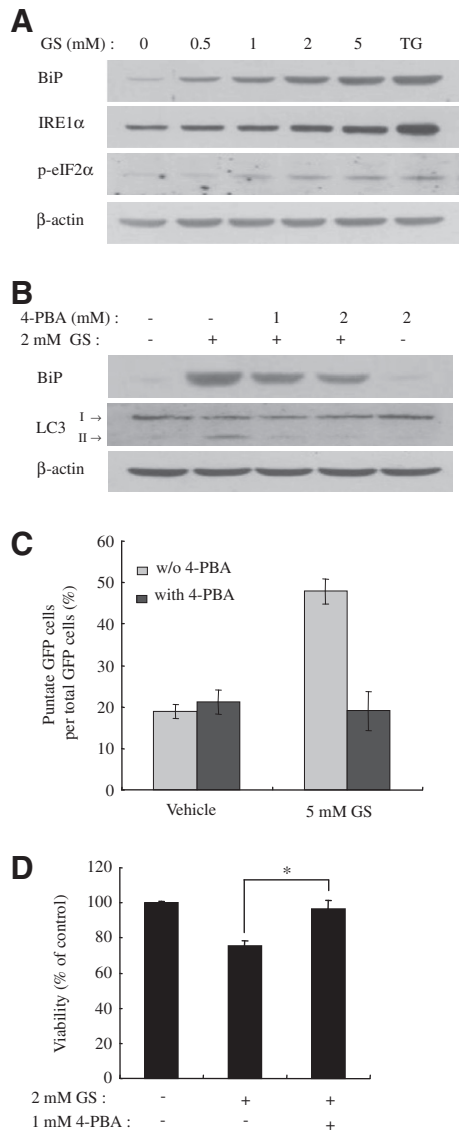 A
GS (mM) : 0 0.5 1 2 5 TG
BiP
IRE1α
p-eIF2α
β-actin
B
4-PBA (mM) : - - 1 2 2
2 mM GS : - + + + -
BiP
LC3 I →
II →
β-actin
C
60
50
40
30
20
10
0
Puntate GFP cells
per total GFP cells (%)
w/o 4-PBA
with 4-PBA
Vehicle 5 mM GS
D
120
100
80
60
40
20
0
Viability (% of control)
*
2 mM GS : - + +
1 mM 4-PBA : - - +